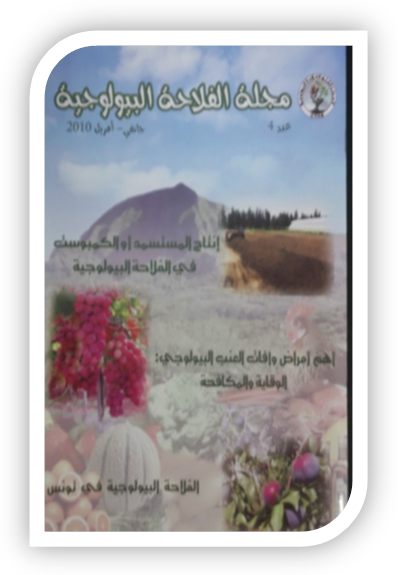 مجلة الفلاحة البيولوجية
العدد 4
جانفي - أفريل 2010
إنتاج المستسمد أو الكمبوست
في الفلاحة البيولوجية
أهم أمراض وآفات العنب البيولوجي:
الوقاية والمكافحة
الفلاحة البيولوجية في تونس